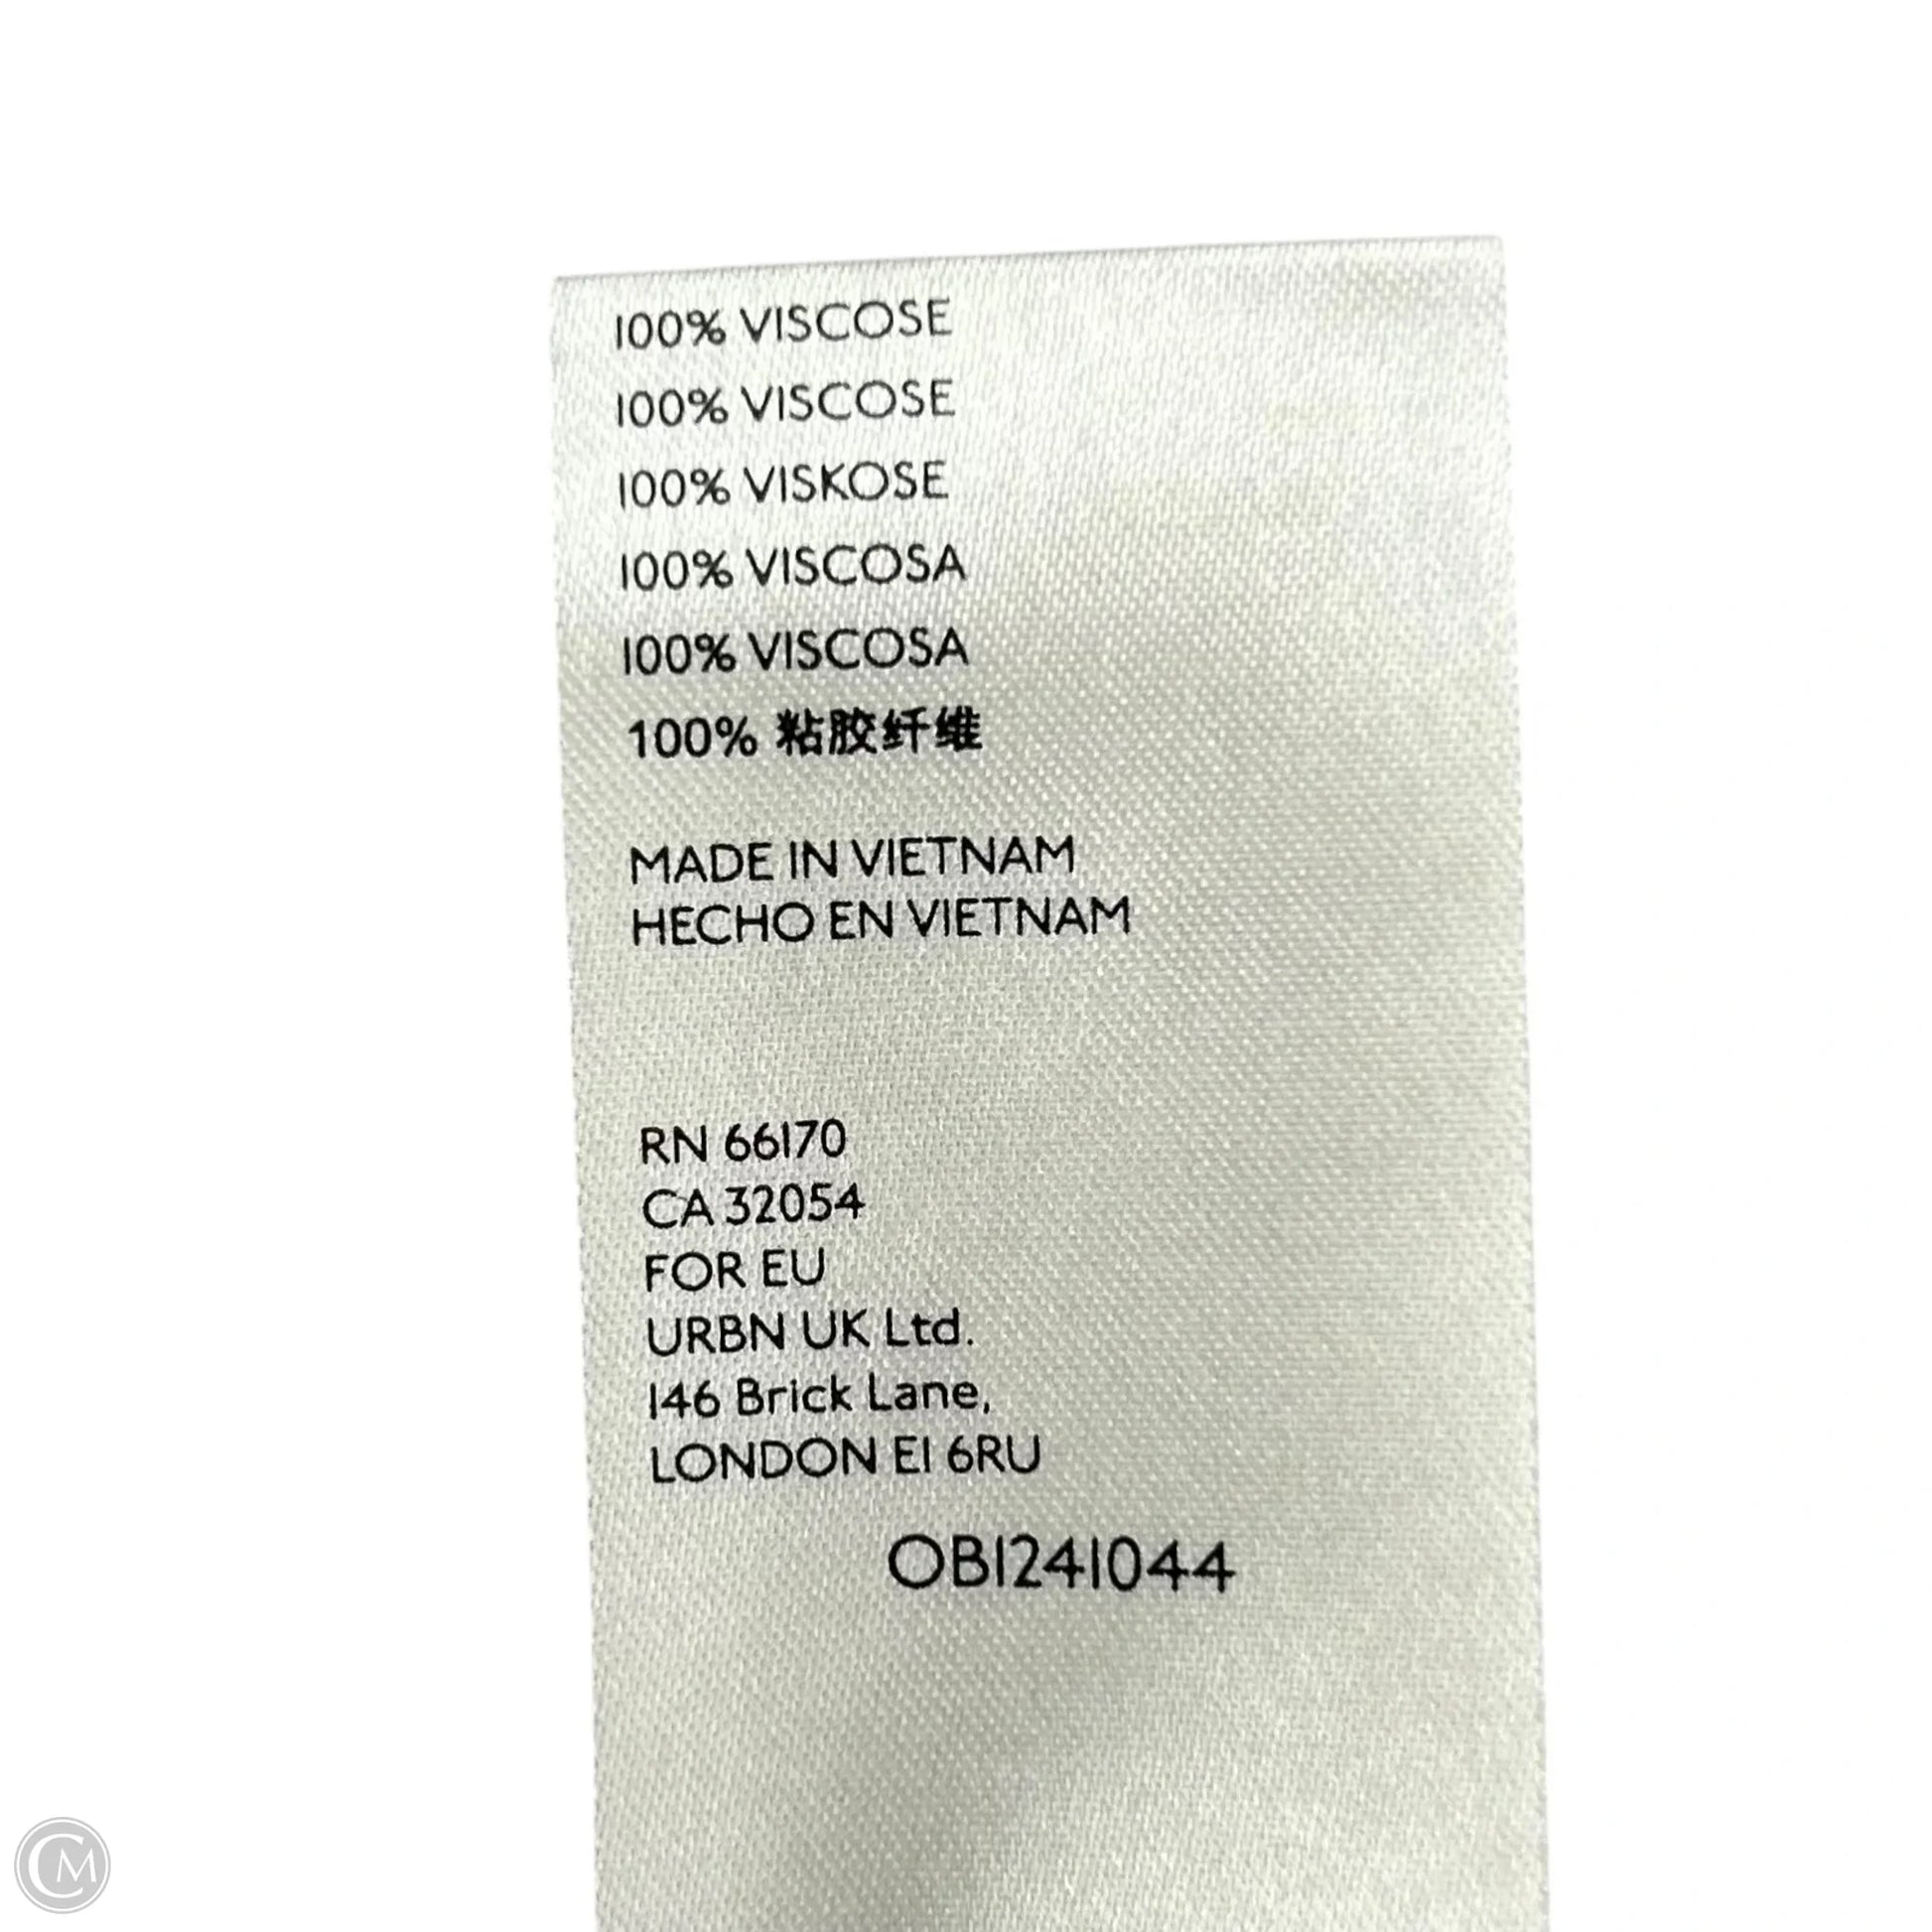 100% VISCOSE
100% VISCOSE
100% VISKOSE
100% VISCOSA
100% VISCOSA
100% 粘胶纤维
MADE IN VIETNAM
HECHO EN VIETNAM
RN 66170
CA 32054
FOR EU
URBN UK Ltd.
146 Brick Lane,
LONDON E1 6RU
OB1241044
CM